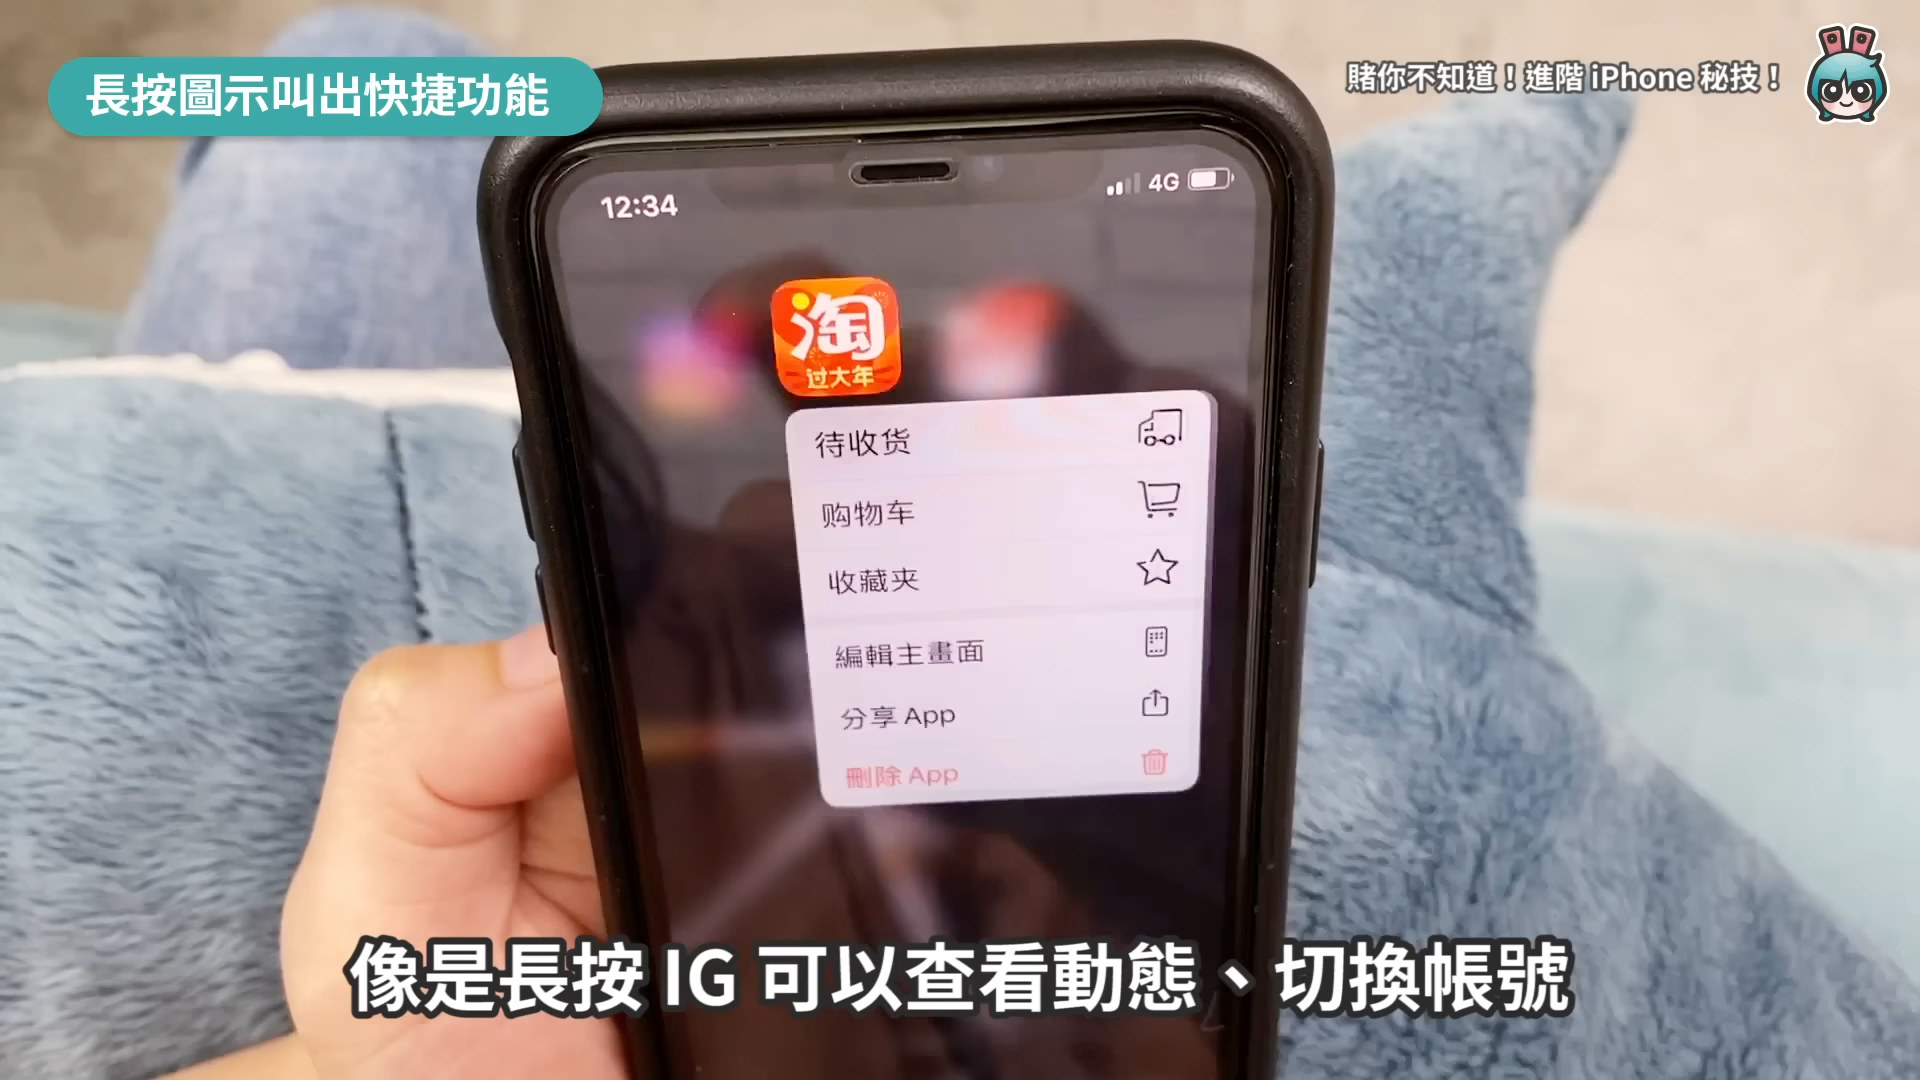 長按圖示叫出快捷功能
賭你不知道！進階 iPhone 秘技！
12:34
4G
淘
过大年
待收货
购物车
收藏夹
編輯主畫面
分享 App
刪除 App
像是長按 IG 可以查看動態、切換帳號